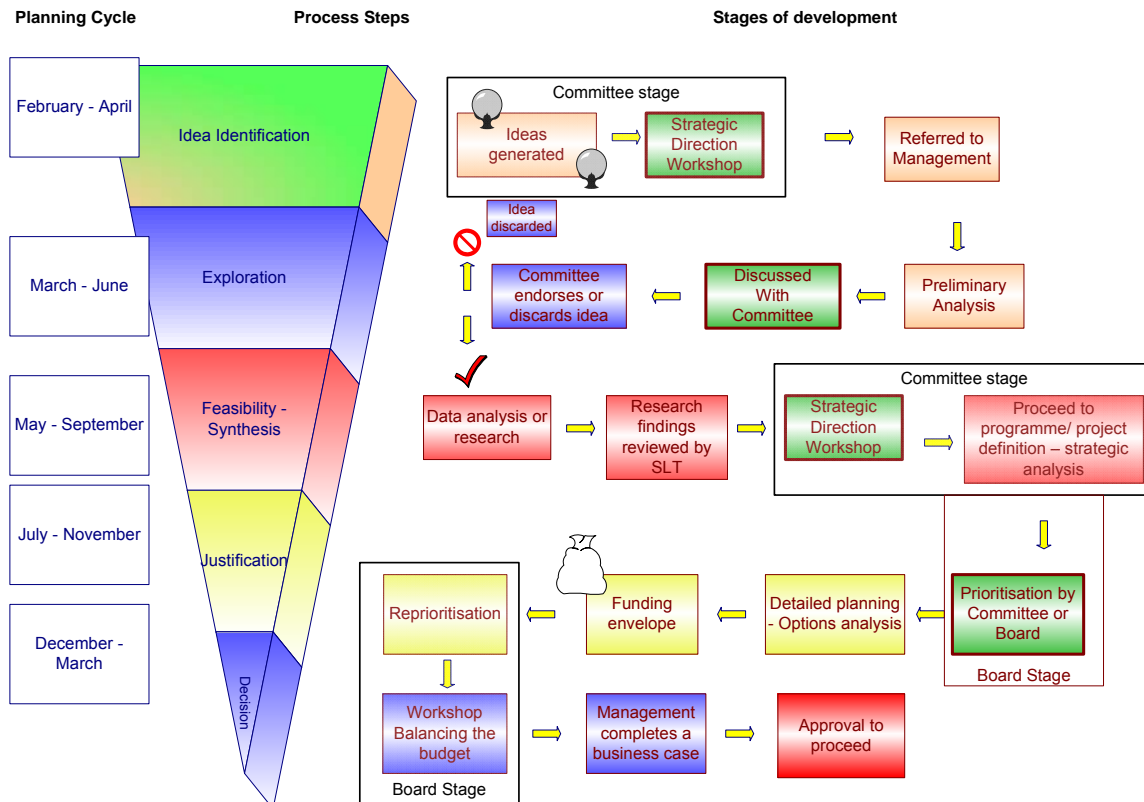 Planning Cycle
Process Steps
Stages of development
February - April
March - June
May - September
July - November
December -
March
Idea Identification
Exploration
Feasibility -
Synthesis
Justification
Decision
Committee stage
Ideas
generated
Strategic
Direction
Workshop
Referred to
Management
Idea
discarded
Committee
endorses or
discards idea
Discussed
With
Committee
Preliminary
Analysis
Data analysis or
research
Research
findings
reviewed by
SLT
Committee stage
Strategic
Direction
Workshop
Proceed to
programme/ project
definition – strategic
analysis
Reprioritisation
Funding
envelope
Detailed planning
- Options analysis
Prioritisation by
Committee or
Board
Board Stage
Workshop
Balancing the
budget
Management
completes a
business case
Approval to
proceed
Board Stage